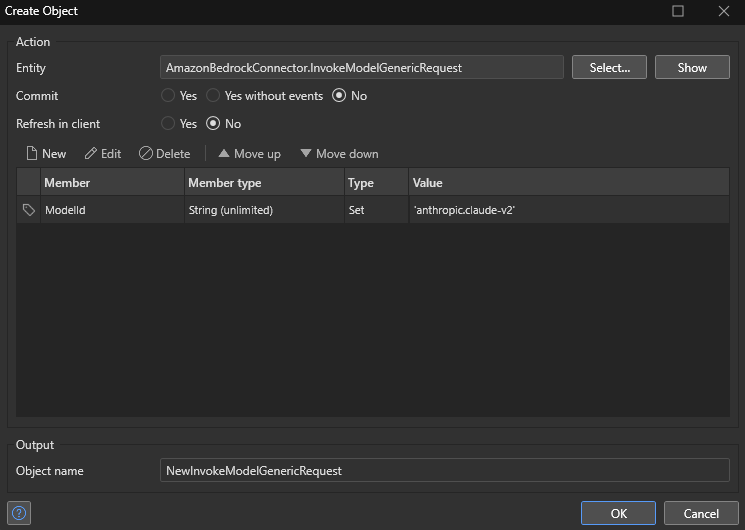 Create Object
Action
Entity AmazonBedrockConnector.InvokeModelGenericRequest Select... Show
Commit Yes Yes without events No
Refresh in client Yes No
New Edit Delete Move up Move down
Member Member type Type Value
ModelId String (unlimited) Set 'anthropic.claude-v2'
Output
Object name NewInvokeModelGenericRequest
? OK Cancel